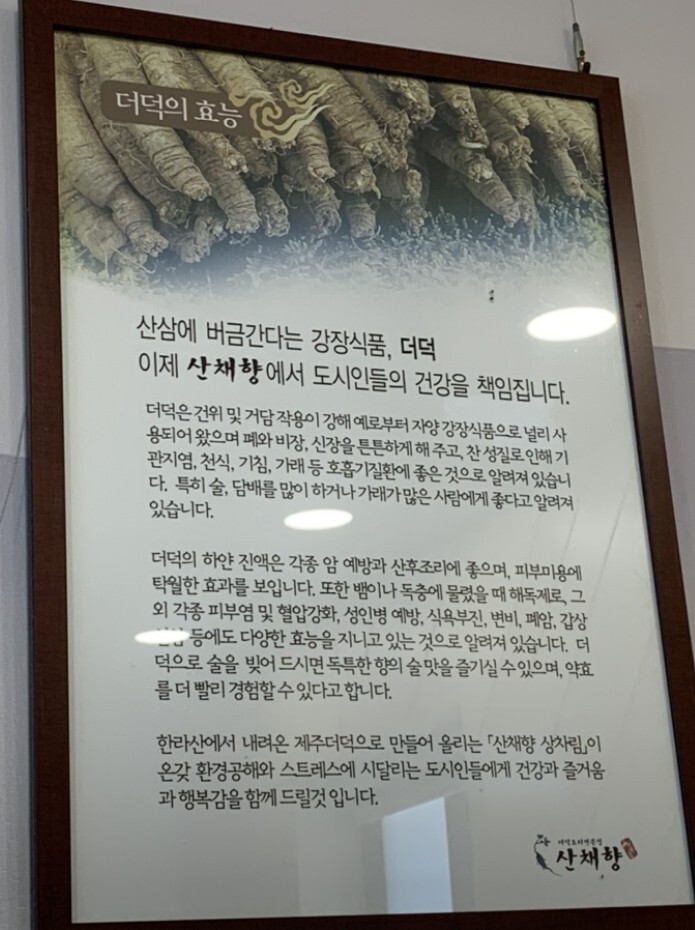 더덕의 효능
산삼에 버금간다는 강장식품, 더덕
이제 산채향에서 도시인들의 건강을 책임집니다.
더덕은 건위 및 거담 작용이 강해 예로부터 자양 강장식품으로 널리 사
용되어 왔으며 폐와 비장, 신장을 튼튼하게 해 주고, 찬 성질로 인해 기
관지염, 천식, 기침, 가래 등 호흡기질환에 좋은 것으로 알려져 있습니
다. 특히 술, 담배를 많이 하거나 가래가 많은 사람에게 좋다고 알려져
있습니다.
더덕의 하얀 진액은 각종 암 예방과 산후조리에 좋으며, 피부미용에
탁월한 효과를 보입니다. 또한 뱀이나 독충에 물렸을 때 해독제로, 그
외 각종 피부염 및 혈압강화, 성인병 예방, 식욕부진, 변비, 폐암, 갑상
등에도 다양한 효능을 지니고 있는 것으로 알려져 있습니다. 더
덕으로 술을 빚어 드시면 독특한 향의 술 맛을 즐기실 수 있으며, 약효
를 더 빨리 경험할 수 있다고 합니다.
한라산에서 내려온 제주더덕으로 만들어 올리는 「산채향 상차림」이
온갖 환경공해와 스트레스에 시달리는 도시인들에게 건강과 즐거움
과 행복감을 함께 드릴것 입니다.
더덕요리전문점
산채향